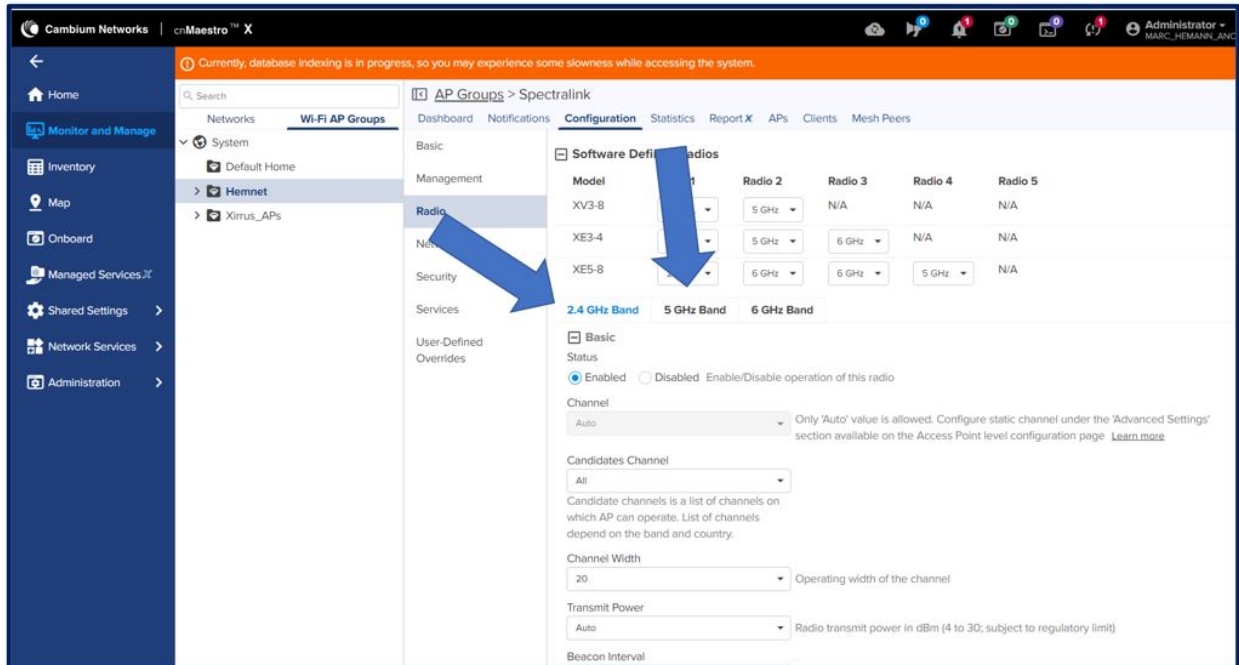 Cambium Networks | cnMaestro™ X
0
1
0
0
1
Administrator
MARC_HEMANN_ANC
Currently, database indexing is in progress, so you may experience some slowness while accessing the system.
Home
Monitor and Manage
Inventory
Map
Onboard
Managed Services X
Shared Settings
Network Services
Administration
Search
Networks Wi-Fi AP Groups
System
Default Home
Hemnet
Xirrus_APs
AP Groups > Spectralink
Dashboard Notifications Configuration Statistics Report X APs Clients Mesh Peers
Basic
Management
Radio
Security
Services
User-Defined
Overrides
Software
Model Radio 2 Radio 3 Radio 4 Radio 5
XV3-8 5 GHz N/A N/A N/A
XE3-4 5 GHz 6 GHz N/A N/A
XE5-8 6 GHz 6 GHz 5 GHz N/A
2.4 GHz Band 5 GHz Band 6 GHz Band
Basic
Status
Enabled Disabled Enable/Disable operation of this radio
Channel
Auto
Only 'Auto' value is allowed. Configure static channel under the 'Advanced Settings'
section available on the Access Point level configuration page Learn more
Candidates Channel
All
Candidate channels is a list of channels on
which AP can operate. List of channels
depend on the band and country.
Channel Width
20 Operating width of the channel
Transmit Power
Auto Radio transmit power in dBm (4 to 30; subject to regulatory limit)
Beacon Interval